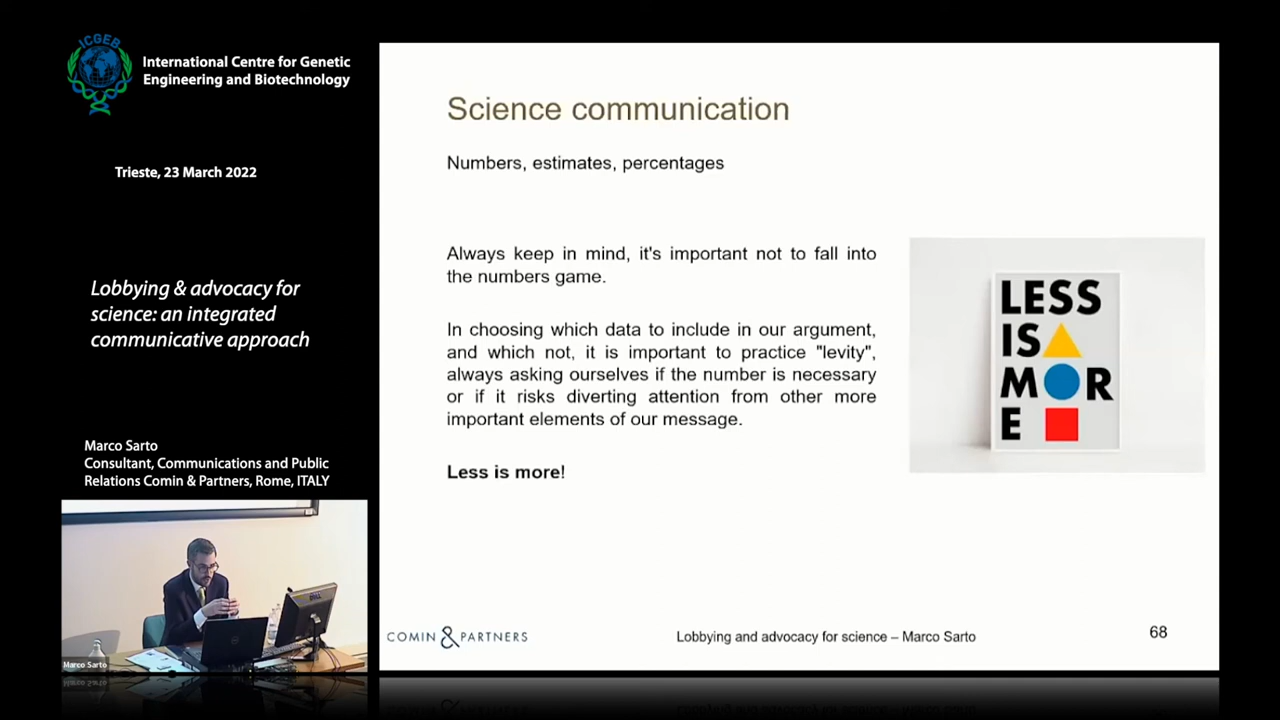 ICGEB
International Centre for Genetic
Engineering and Biotechnology
Trieste, 23 March 2022
Lobbying & advocacy for
science: an integrated
communicative approach
Marco Sarto
Consultant, Communications and Public
Relations Comin & Partners, Rome, ITALY
Marco Sarto
Science communication
Numbers, estimates, percentages
Always keep in mind, it's important not to fall into
the numbers game.
In choosing which data to include in our argument,
and which not, it is important to practice "levity",
always asking ourselves if the number is necessary
or if it risks diverting attention from other more
important elements of our message.
Less is more!
LESS
IS
MOR
E
COMIN & PARTNERS
Lobbying and advocacy for science – Marco Sarto
68